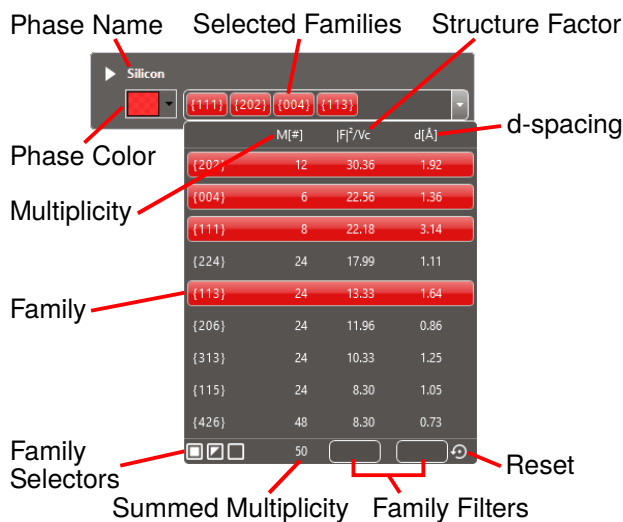 Phase Name Selected Families Structure Factor
Silicon
{111} {202} {004} {113}
d-spacing
M[#] |F|²/Vc d[Å]
Phase Color
{202} 12 30.36 1.92
Multiplicity
{004} 6 22.56 1.36
{111} 8 22.18 3.14
{224} 24 17.99 1.11
Family
{113} 24 13.33 1.64
{206} 24 11.96 0.86
{313} 24 10.33 1.25
{115} 24 8.30 1.05
{426} 48 8.30 0.73
Family
Selectors
50
Reset
Summed Multiplicity Family Filters